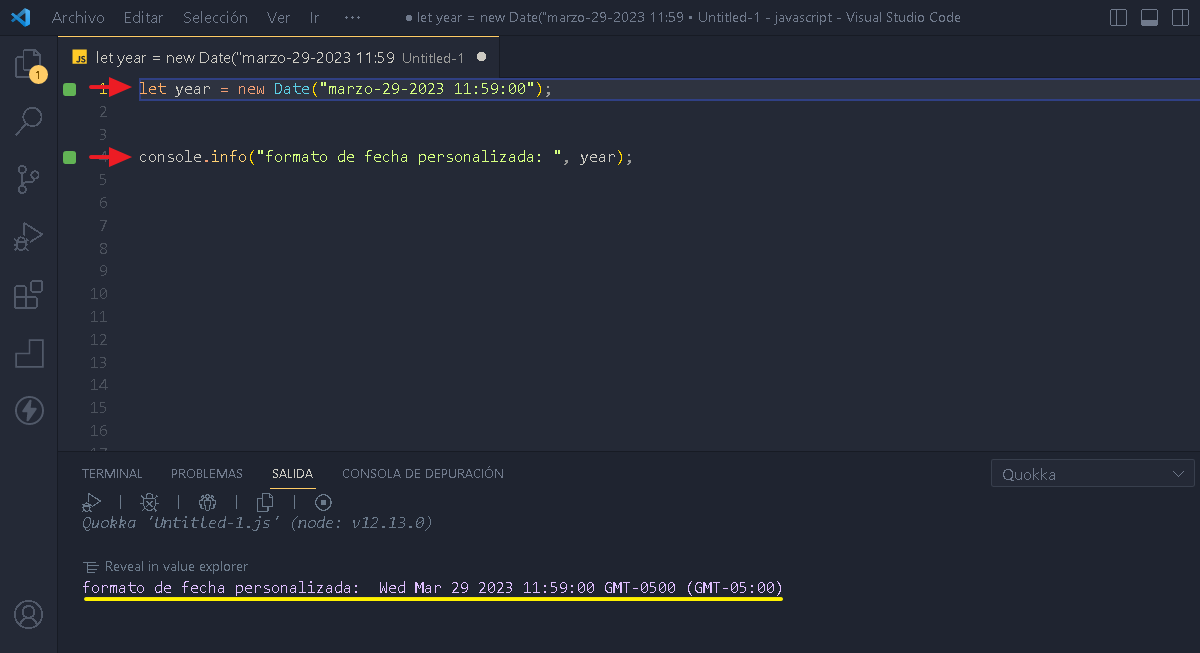 Archivo Editar Selección Ver Ir ··· ● let year = new Date("marzo-29-2023 11:59 • Untitled-1 - javascript - Visual Studio Code
JS let year = new Date("marzo-29-2023 11:59 Untitled-1 ●
1
1 let year = new Date("marzo-29-2023 11:59:00");
2
3
4 console.info("formato de fecha personalizada: ", year);
5
6
7
8
9
10
11
12
13
14
15
16
17
TERMINAL PROBLEMAS SALIDA CONSOLA DE DEPURACIÓN Quokka
Quokka 'Untitled-1.js' (node: v12.13.0)
Reveal in value explorer
formato de fecha personalizada:  Wed Mar 29 2023 11:59:00 GMT-0500 (GMT-05:00)